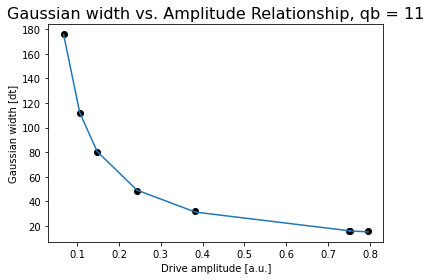 Gaussian width vs. Amplitude Relationship, qb = 11
Gaussian width [dt]
180
160
140
120
100
80
60
40
20
0.1 0.2 0.3 0.4 0.5 0.6 0.7 0.8
Drive amplitude [a.u.]